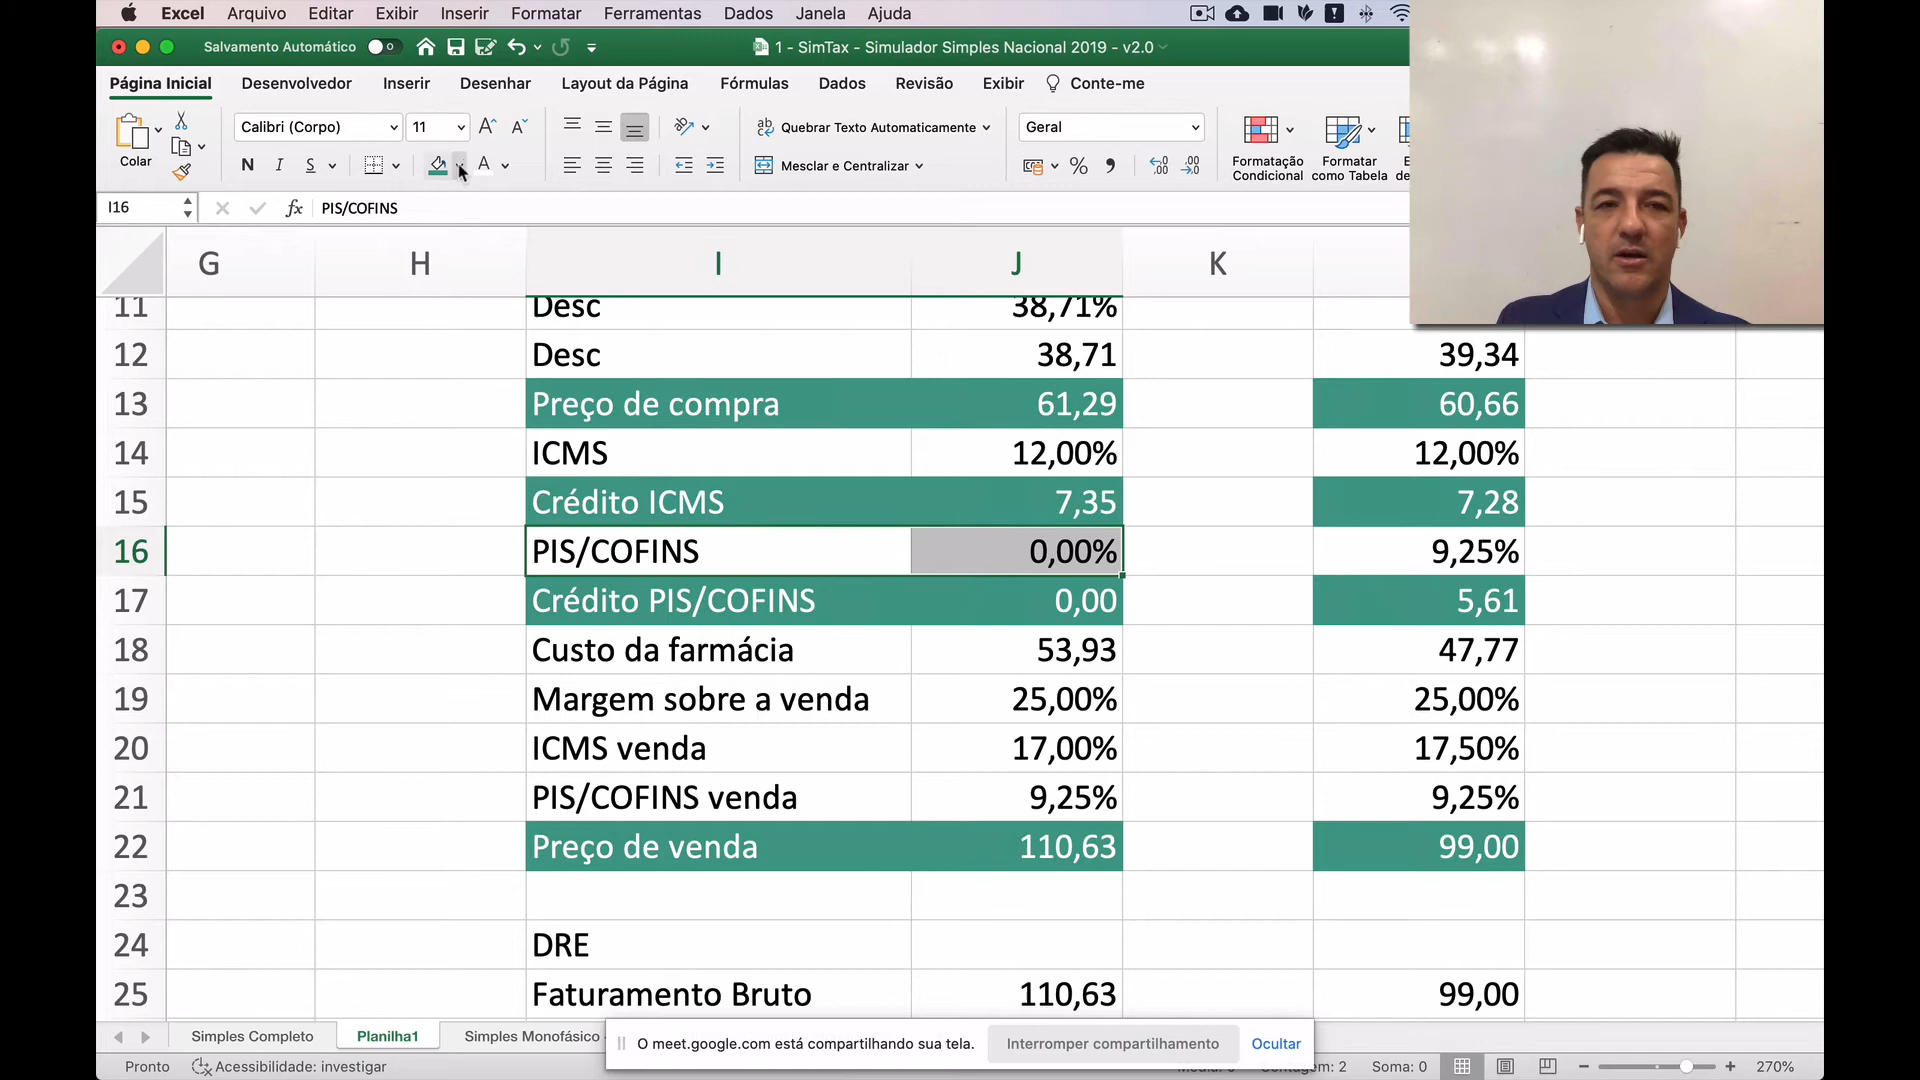 Excel Arquivo Editar Exibir Inserir Formatar Ferramentas Dados Janela Ajuda
Salvamento Automático 1 - SimTax - Simulador Simples Nacional 2019 - v2.0
Página Inicial Desenvolvedor Inserir Desenhar Layout da Página Fórmulas Dados Revisão Exibir Conte-me
Calibri (Corpo) 11 Quebrar Texto Automaticamente Geral
Colar N I S A Mesclar e Centralizar % Formatação Condicional Formatar como Tabela
I16 fx PIS/COFINS
G H I J K
11 Desc 38,71%
12 Desc 38,71 39,34
13 Preço de compra 61,29 60,66
14 ICMS 12,00% 12,00%
15 Crédito ICMS 7,35 7,28
16 PIS/COFINS 0,00% 9,25%
17 Crédito PIS/COFINS 0,00 5,61
18 Custo da farmácia 53,93 47,77
19 Margem sobre a venda 25,00% 25,00%
20 ICMS venda 17,00% 17,50%
21 PIS/COFINS venda 9,25% 9,25%
22 Preço de venda 110,63 99,00
23
24 DRE
25 Faturamento Bruto 110,63 99,00
Simples Completo Planilha1 Simples Monofásico
O meet.google.com está compartilhando sua tela. Interromper compartilhamento Ocultar
Pronto Acessibilidade: investigar Soma: 0 270%